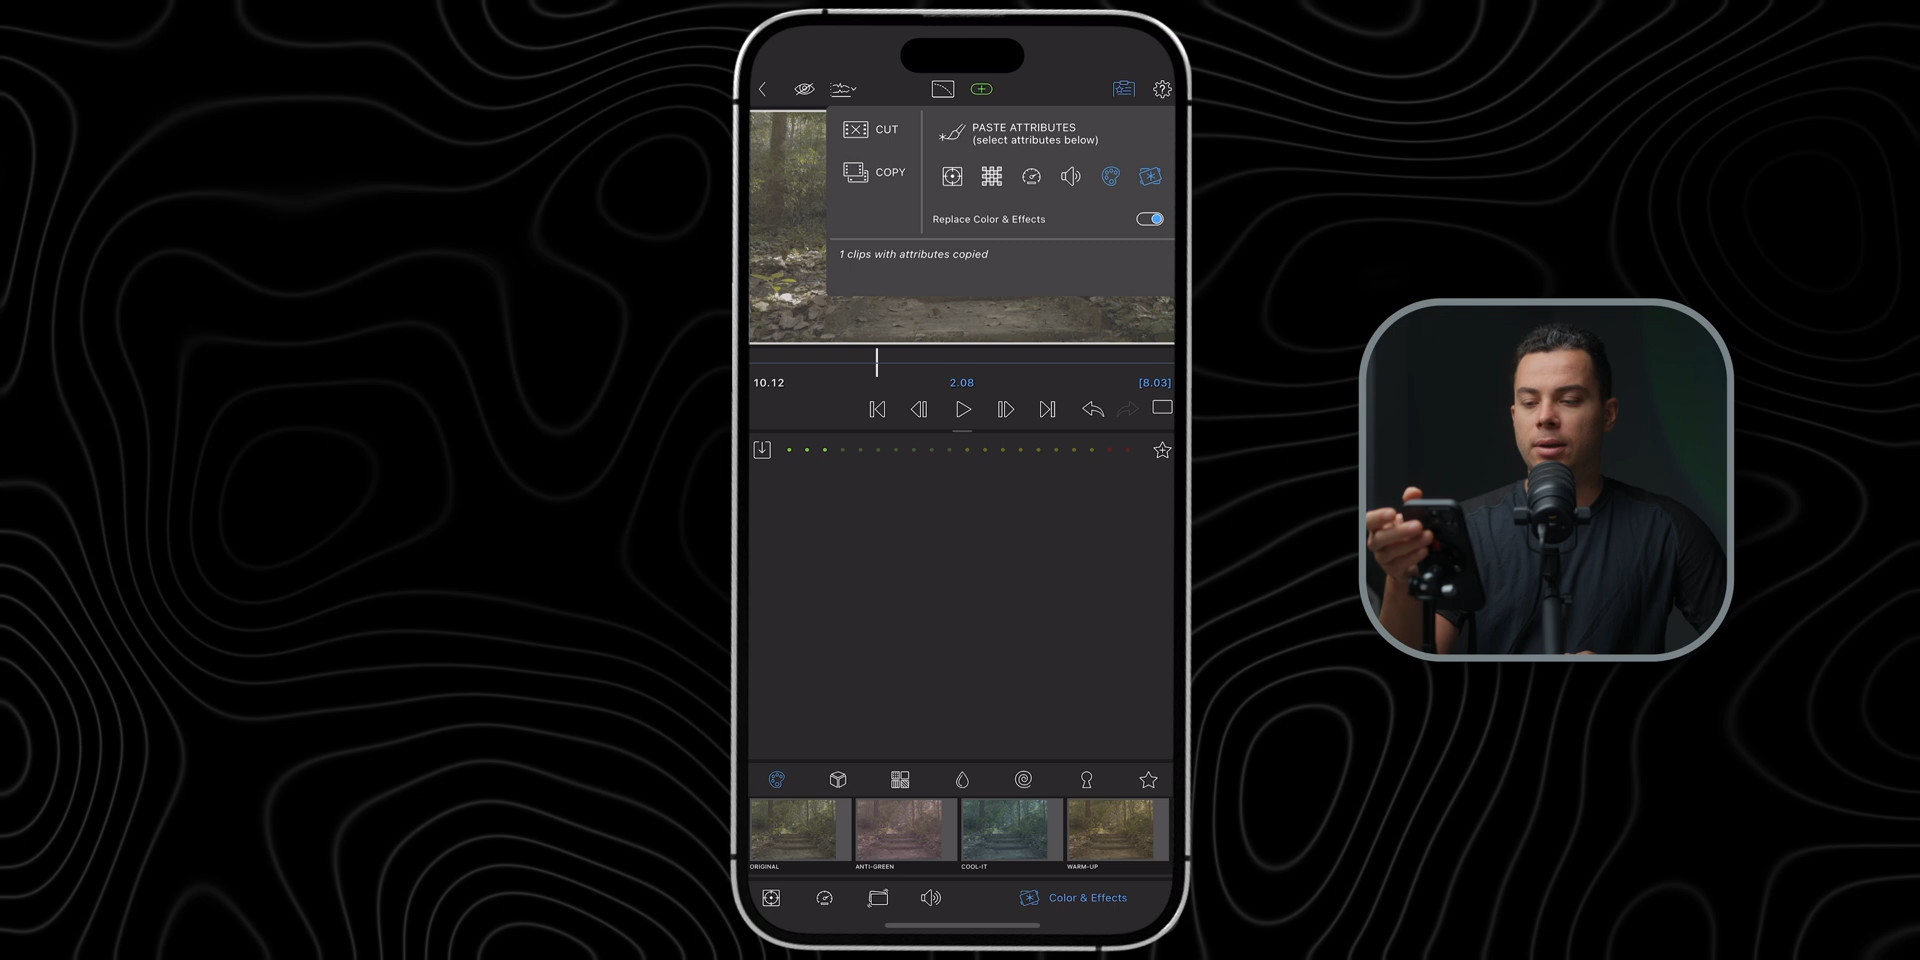 CUT
COPY
PASTE ATTRIBUTES
(select attributes below)
Replace Color & Effects
1 clips with attributes copied
10.12
2.08
[8.03]
ORIGINAL
ANTI-GREEN
COOL-IT
WARM-UP
Color & Effects